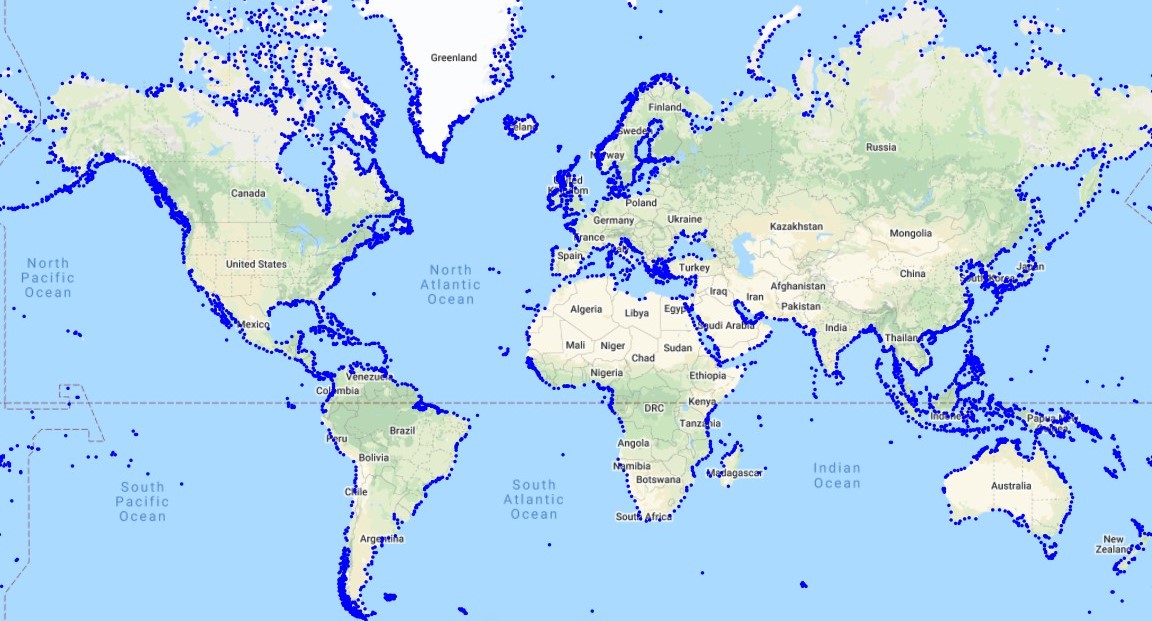 Greenland
Finland
Sweden
Norway
Russia
United
Kingdom
Canada
Poland
Germany
Ukraine
Kazakhstan
Mongolia
France
United States
Spain
Turkey
China
Japan
South Korea
North
Pacific
Ocean
North
Atlantic
Ocean
Iraq
Iran
Afghanistan
Pakistan
Algeria
Libya
Egypt
Saudi Arabia
India
Mexico
Mali
Niger
Chad
Sudan
Thailand
Nigeria
Ethiopia
Venezuela
Colombia
DRC
Kenya
Indonesia
Papua New
Guinea
Brazil
Peru
Tanzania
Angola
Bolivia
Namibia
Botswana
Madagascar
Indian
Ocean
South
Pacific
Ocean
South
Atlantic
Ocean
Chile
Australia
South Africa
Argentina
New
Zealand